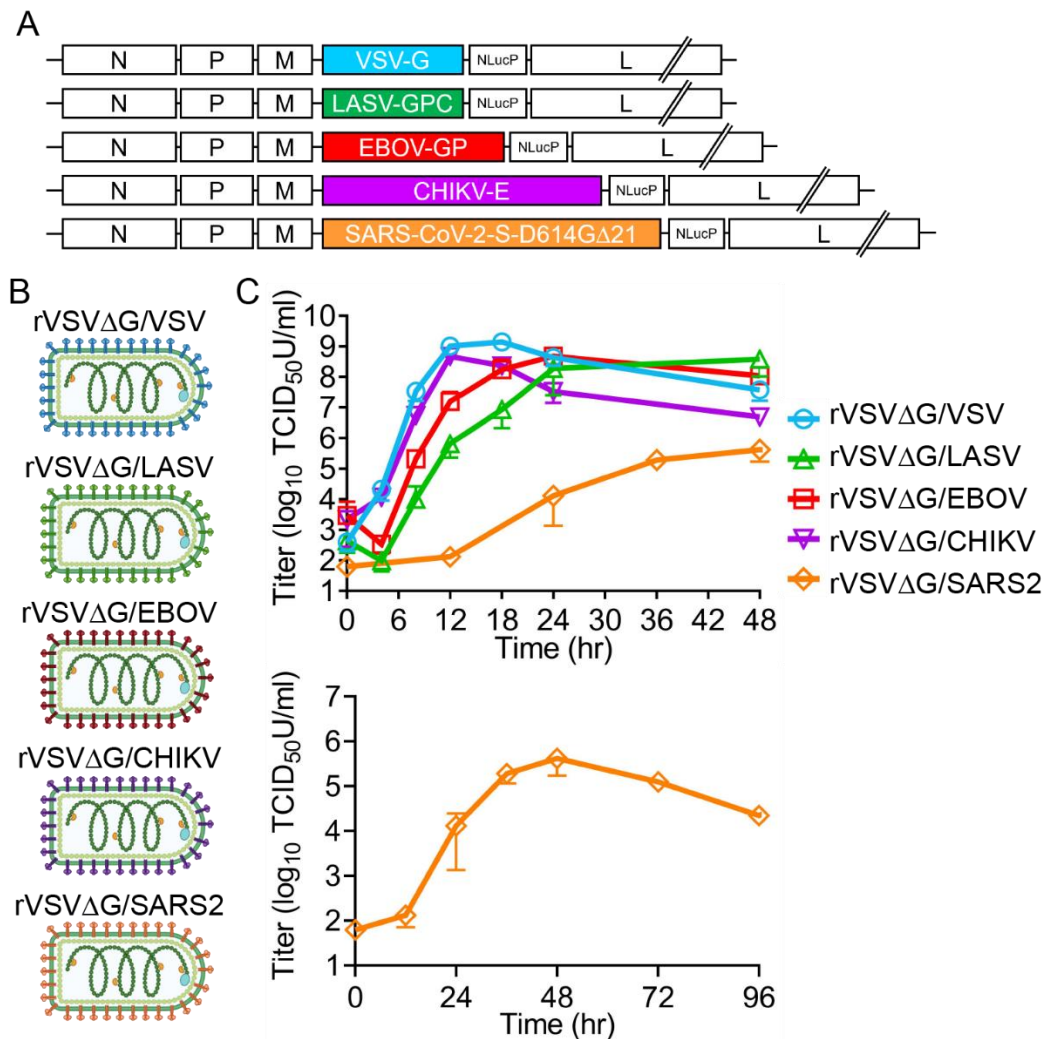 A
N P M VSV-G NLucP L
N P M LASV-GPC NLucP L
N P M EBOV-GP NLucP L
N P M CHIKV-E NLucP L
N P M SARS-CoV-2-S-D614GΔ21 NLucP L
B
rVSVΔG/VSV
rVSVΔG/LASV
rVSVΔG/EBOV
rVSVΔG/CHIKV
rVSVΔG/SARS2
C
Titer (log10 TCID50U/ml)
10
9
8
7
6
5
4
3
2
1
0 6 12 18 24 30 36 42 48
Time (hr)
rVSVΔG/VSV
rVSVΔG/LASV
rVSVΔG/EBOV
rVSVΔG/CHIKV
rVSVΔG/SARS2
Titer (log10 TCID50U/ml)
7
6
5
4
3
2
1
0 24 48 72 96
Time (hr)